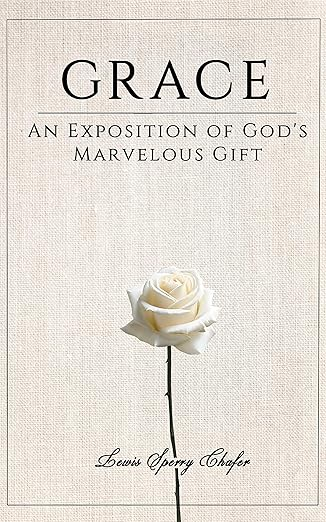 GRACE
AN EXPOSITION OF GOD'S
MARVELOUS GIFT
Lewis Sperry Chafer